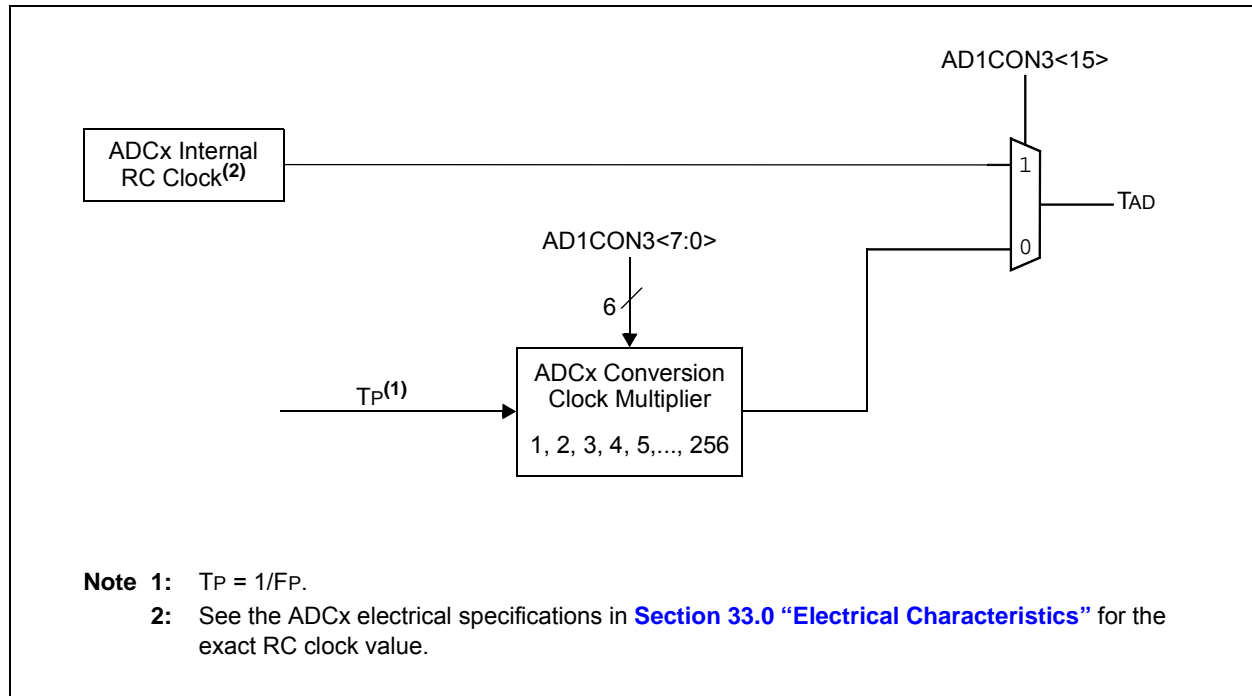 AD1CON3<15>
ADCx Internal
RC Clock(2)
1
TAD
AD1CON3<7:0>
0
6
ADCx Conversion
Clock Multiplier
TP(1)
1, 2, 3, 4, 5,..., 256
Note 1: TP = 1/FP.
2: See the ADCx electrical specifications in Section 33.0 “Electrical Characteristics” for the
exact RC clock value.